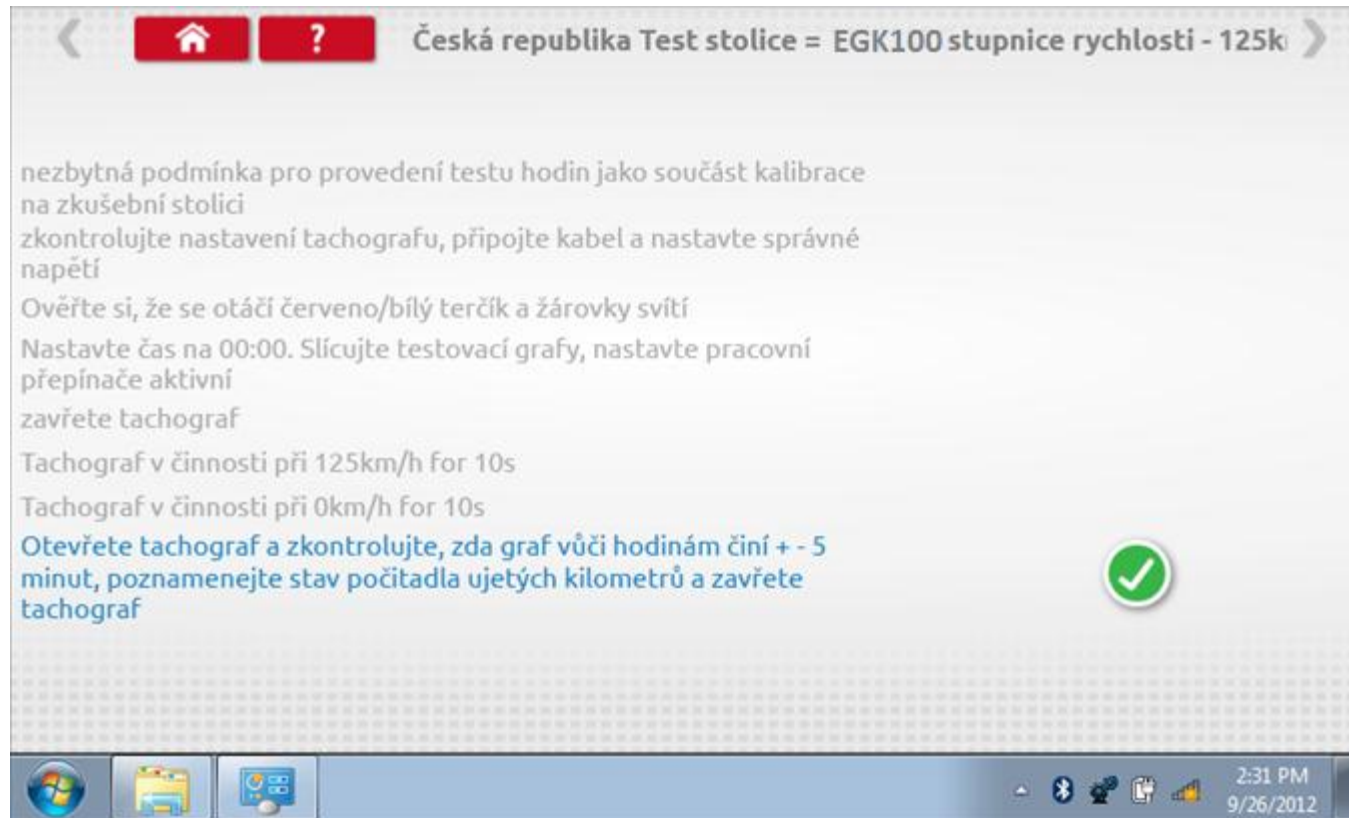 ? Česká republika Test stolice = EGK100 stupnice rychlosti - 125k
nezbytná podmínka pro provedení testu hodin jako součást kalibrace
na zkušební stolici
zkontrolujte nastavení tachografu, připojte kabel a nastavte správné
napětí
Ověřte si, že se otáčí červeno/bílý terčík a žárovky svítí
Nastavte čas na 00:00. Slícujte testovací grafy, nastavte pracovní
přepínače aktivní
zavřete tachograf
Tachograf v činnosti při 125km/h for 10s
Tachograf v činnosti při 0km/h for 10s
Otevřete tachograf a zkontrolujte, zda graf vůči hodinám činí + - 5
minut, poznamenejte stav počitadla ujetých kilometrů a zavřete
tachograf
2:31 PM
9/26/2012